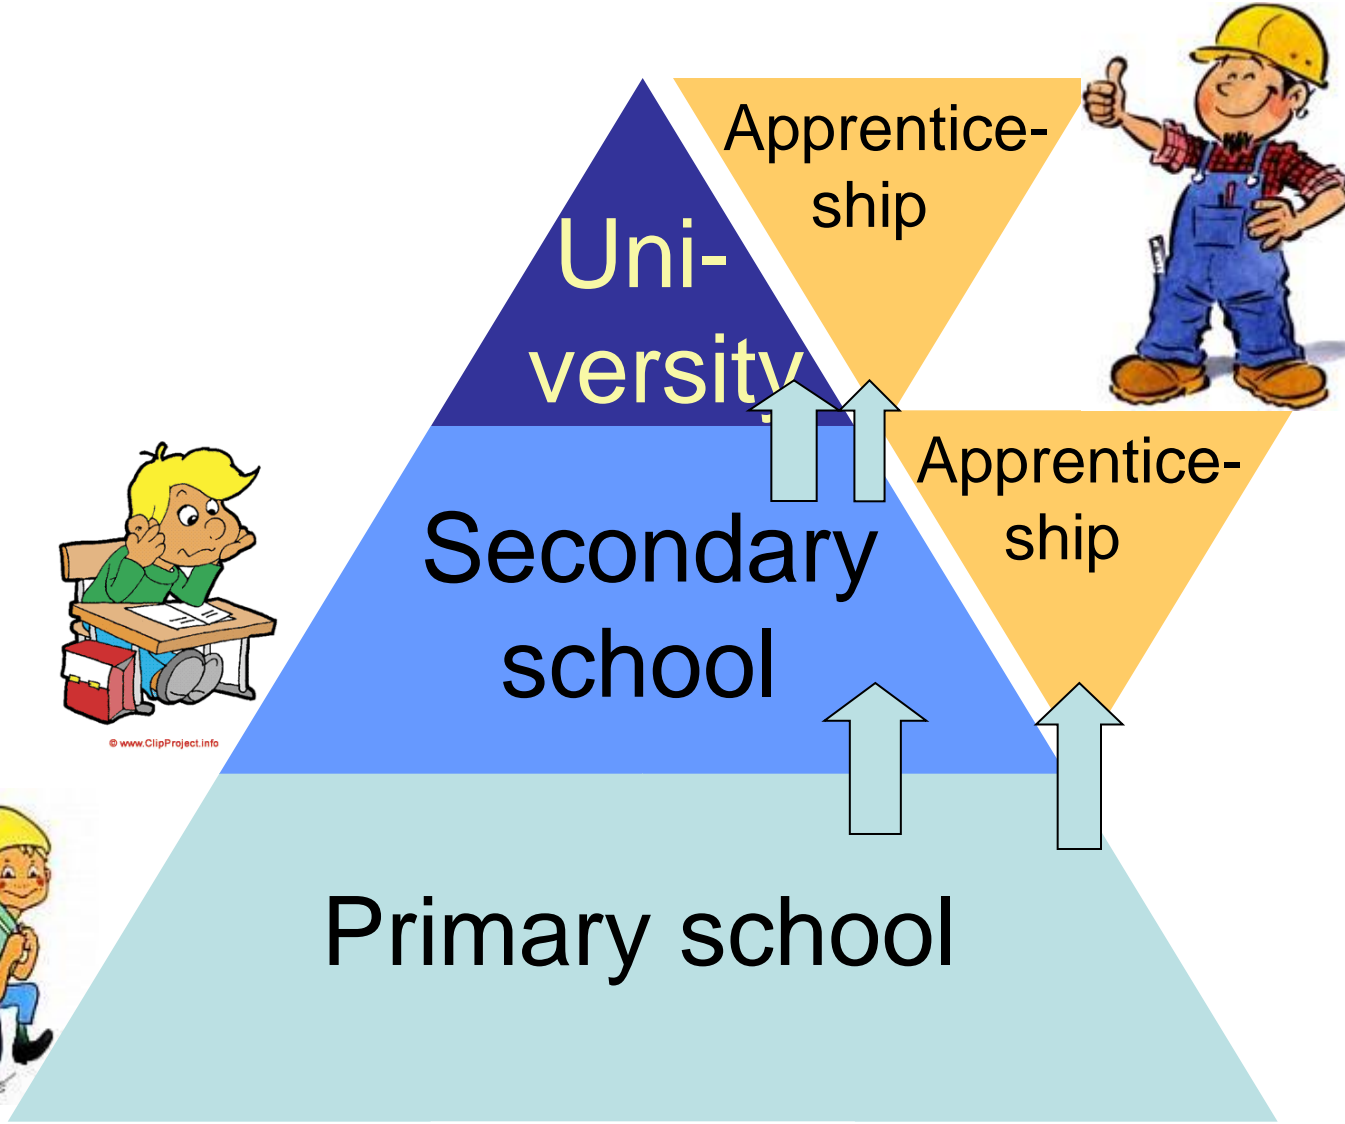 Apprentice-
ship
Uni-
versity
Apprentice-
ship
Secondary
school
© www.ClipProject.info
Primary school